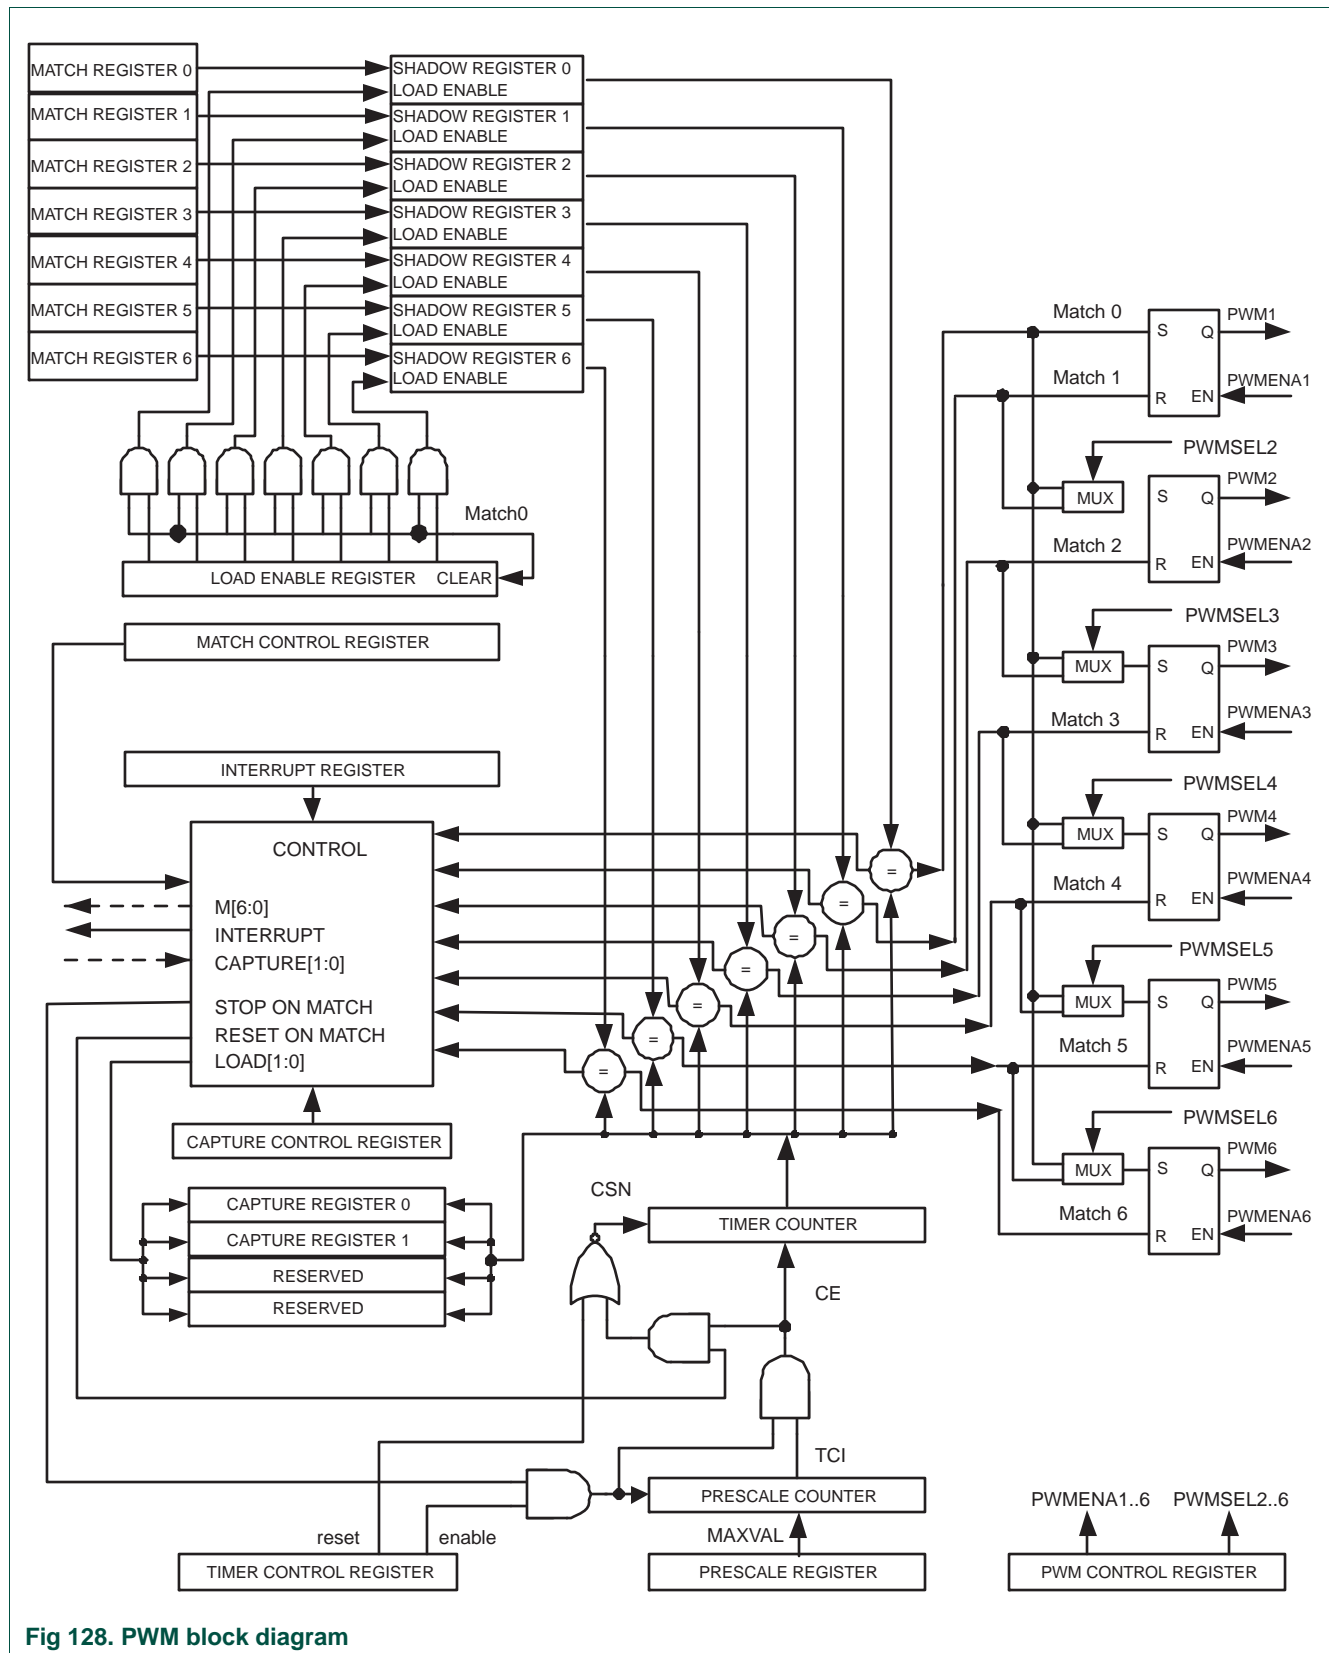 MATCH REGISTER 0
MATCH REGISTER 1
MATCH REGISTER 2
MATCH REGISTER 3
MATCH REGISTER 4
MATCH REGISTER 5
MATCH REGISTER 6
SHADOW REGISTER 0
LOAD ENABLE
SHADOW REGISTER 1
LOAD ENABLE
SHADOW REGISTER 2
LOAD ENABLE
SHADOW REGISTER 3
LOAD ENABLE
SHADOW REGISTER 4
LOAD ENABLE
SHADOW REGISTER 5
LOAD ENABLE
SHADOW REGISTER 6
LOAD ENABLE
Match0
LOAD ENABLE REGISTER CLEAR
MATCH CONTROL REGISTER
INTERRUPT REGISTER
CONTROL
M[6:0]
INTERRUPT
CAPTURE[1:0]
STOP ON MATCH
RESET ON MATCH
LOAD[1:0]
CAPTURE CONTROL REGISTER
CAPTURE REGISTER 0
CAPTURE REGISTER 1
RESERVED
RESERVED
=
=
=
=
=
=
=
Match 0
S Q
PWM1
Match 1
R EN
PWMENA1
PWMSEL2
MUX
S Q
PWM2
Match 2
R EN
PWMENA2
PWMSEL3
MUX
S Q
PWM3
Match 3
R EN
PWMENA3
PWMSEL4
MUX
S Q
PWM4
Match 4
R EN
PWMENA4
PWMSEL5
MUX
S Q
PWM5
Match 5
R EN
PWMENA5
PWMSEL6
MUX
S Q
PWM6
Match 6
R EN
PWMENA6
CSN
TIMER COUNTER
CE
TCI
PRESCALE COUNTER
MAXVAL
PRESCALE REGISTER
reset
enable
TIMER CONTROL REGISTER
PWMENA1..6 PWMSEL2..6
PWM CONTROL REGISTER
Fig 128. PWM block diagram